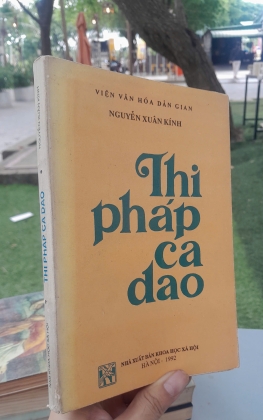 VIỆN VĂN HÓA DÂN GIAN
NGUYỄN XUÂN KÍNH
Thi
pháp
ca
dao
NHÀ XUẤT BẢN KHOA HỌC XÃ HỘI
HÀ NỘI - 1992
THI PHÁP CA DAO